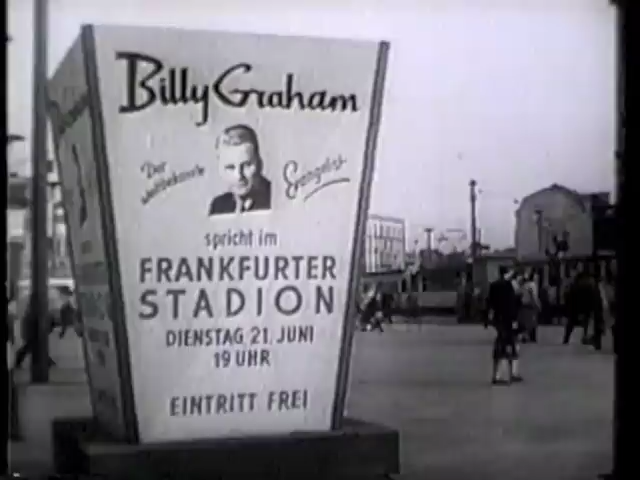 Billy Graham
Der weltbekannte
Evangelist
spricht im
FRANKFURTER
STADION
DIENSTAG 21. JUNI
19 UHR
EINTRITT FREI